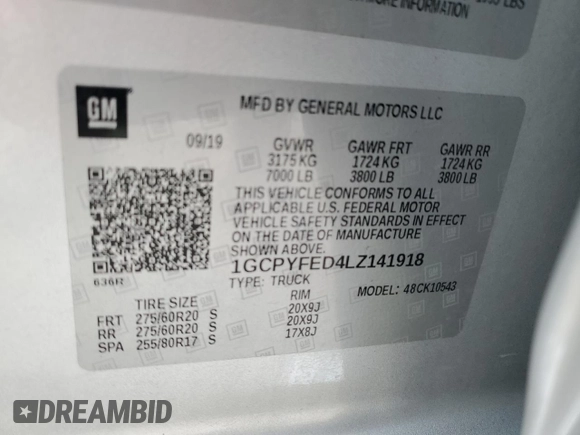 MORE INFORMATION
GM
MFD BY GENERAL MOTORS LLC
09/19 GVWR GAWR FRT GAWR RR
3175 KG 1724 KG 1724 KG
7000 LB 3800 LB 3800 LB
THIS VEHICLE CONFORMS TO ALL
APPLICABLE U.S. FEDERAL MOTOR
VEHICLE SAFETY STANDARDS IN EFFECT
ON THE DATE OF MANUFACTURE
SHOWN ABOVE.
1GCPYFED4LZ141918
636R TYPE: TRUCK MODEL: 48CK10543
TIRE SIZE RIM
FRT 275/60R20 S 20X9J
RR 275/60R20 S 20X9J
SPA 255/80R17 S 17X8J
DREAMBID